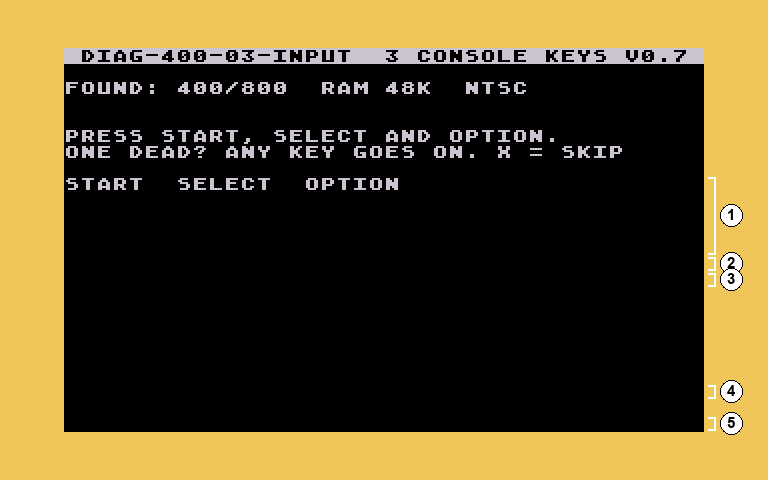 DIAG-400-03-INPUT  3 CONSOLE KEYS V0.7
FOUND: 400/800  RAM 48K  NTSC
PRESS START, SELECT AND OPTION.
ONE DEAD? ANY KEY GOES ON. X = SKIP
START  SELECT  OPTION
1
2
3
4
5